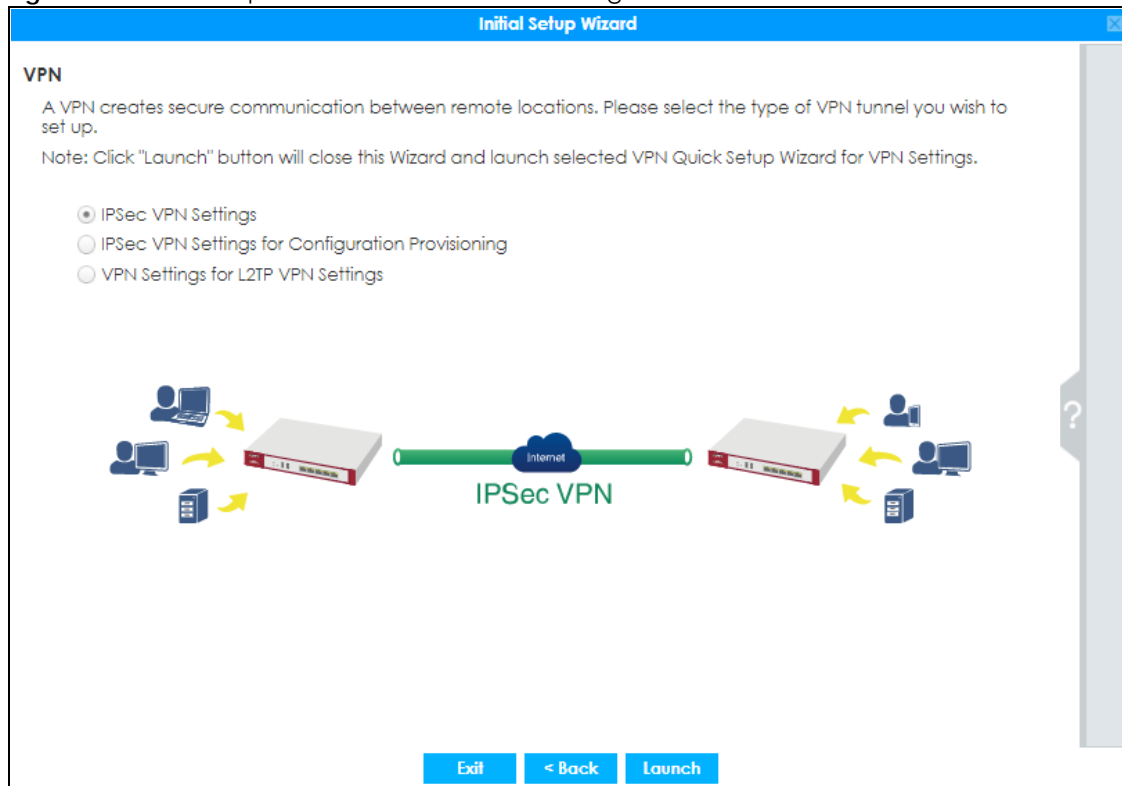 Initial Setup Wizard
VPN
A VPN creates secure communication between remote locations. Please select the type of VPN tunnel you wish to
set up.
Note: Click "Launch" button will close this Wizard and launch selected VPN Quick Setup Wizard for VPN Settings.
IPSec VPN Settings
IPSec VPN Settings for Configuration Provisioning
VPN Settings for L2TP VPN Settings
?
Internet
IPSec VPN
Exit
< Back
Launch